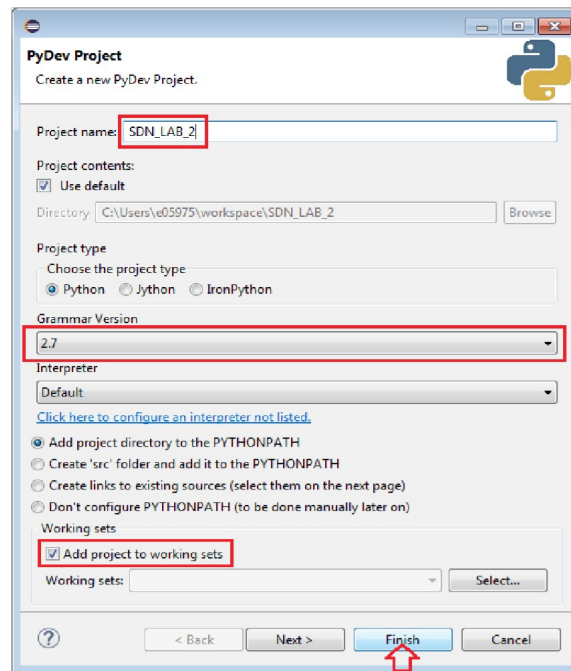 PyDev Project
Create a new PyDev Project.
Project name: SDN_LAB_2
Project contents:
Use default
Directory C:\Users\e05975\workspace\SDN_LAB_2 Browse
Project type
Choose the project type
Python Jython IronPython
Grammar Version
2.7
Interpreter
Default
Click here to configure an interpreter not listed.
Add project directory to the PYTHONPATH
Create 'src' folder and add it to the PYTHONPATH
Create links to existing sources (select them on the next page)
Don't configure PYTHONPATH (to be done manually later on)
Working sets
Add project to working sets
Working sets: Select...
? < Back Next > Finish Cancel